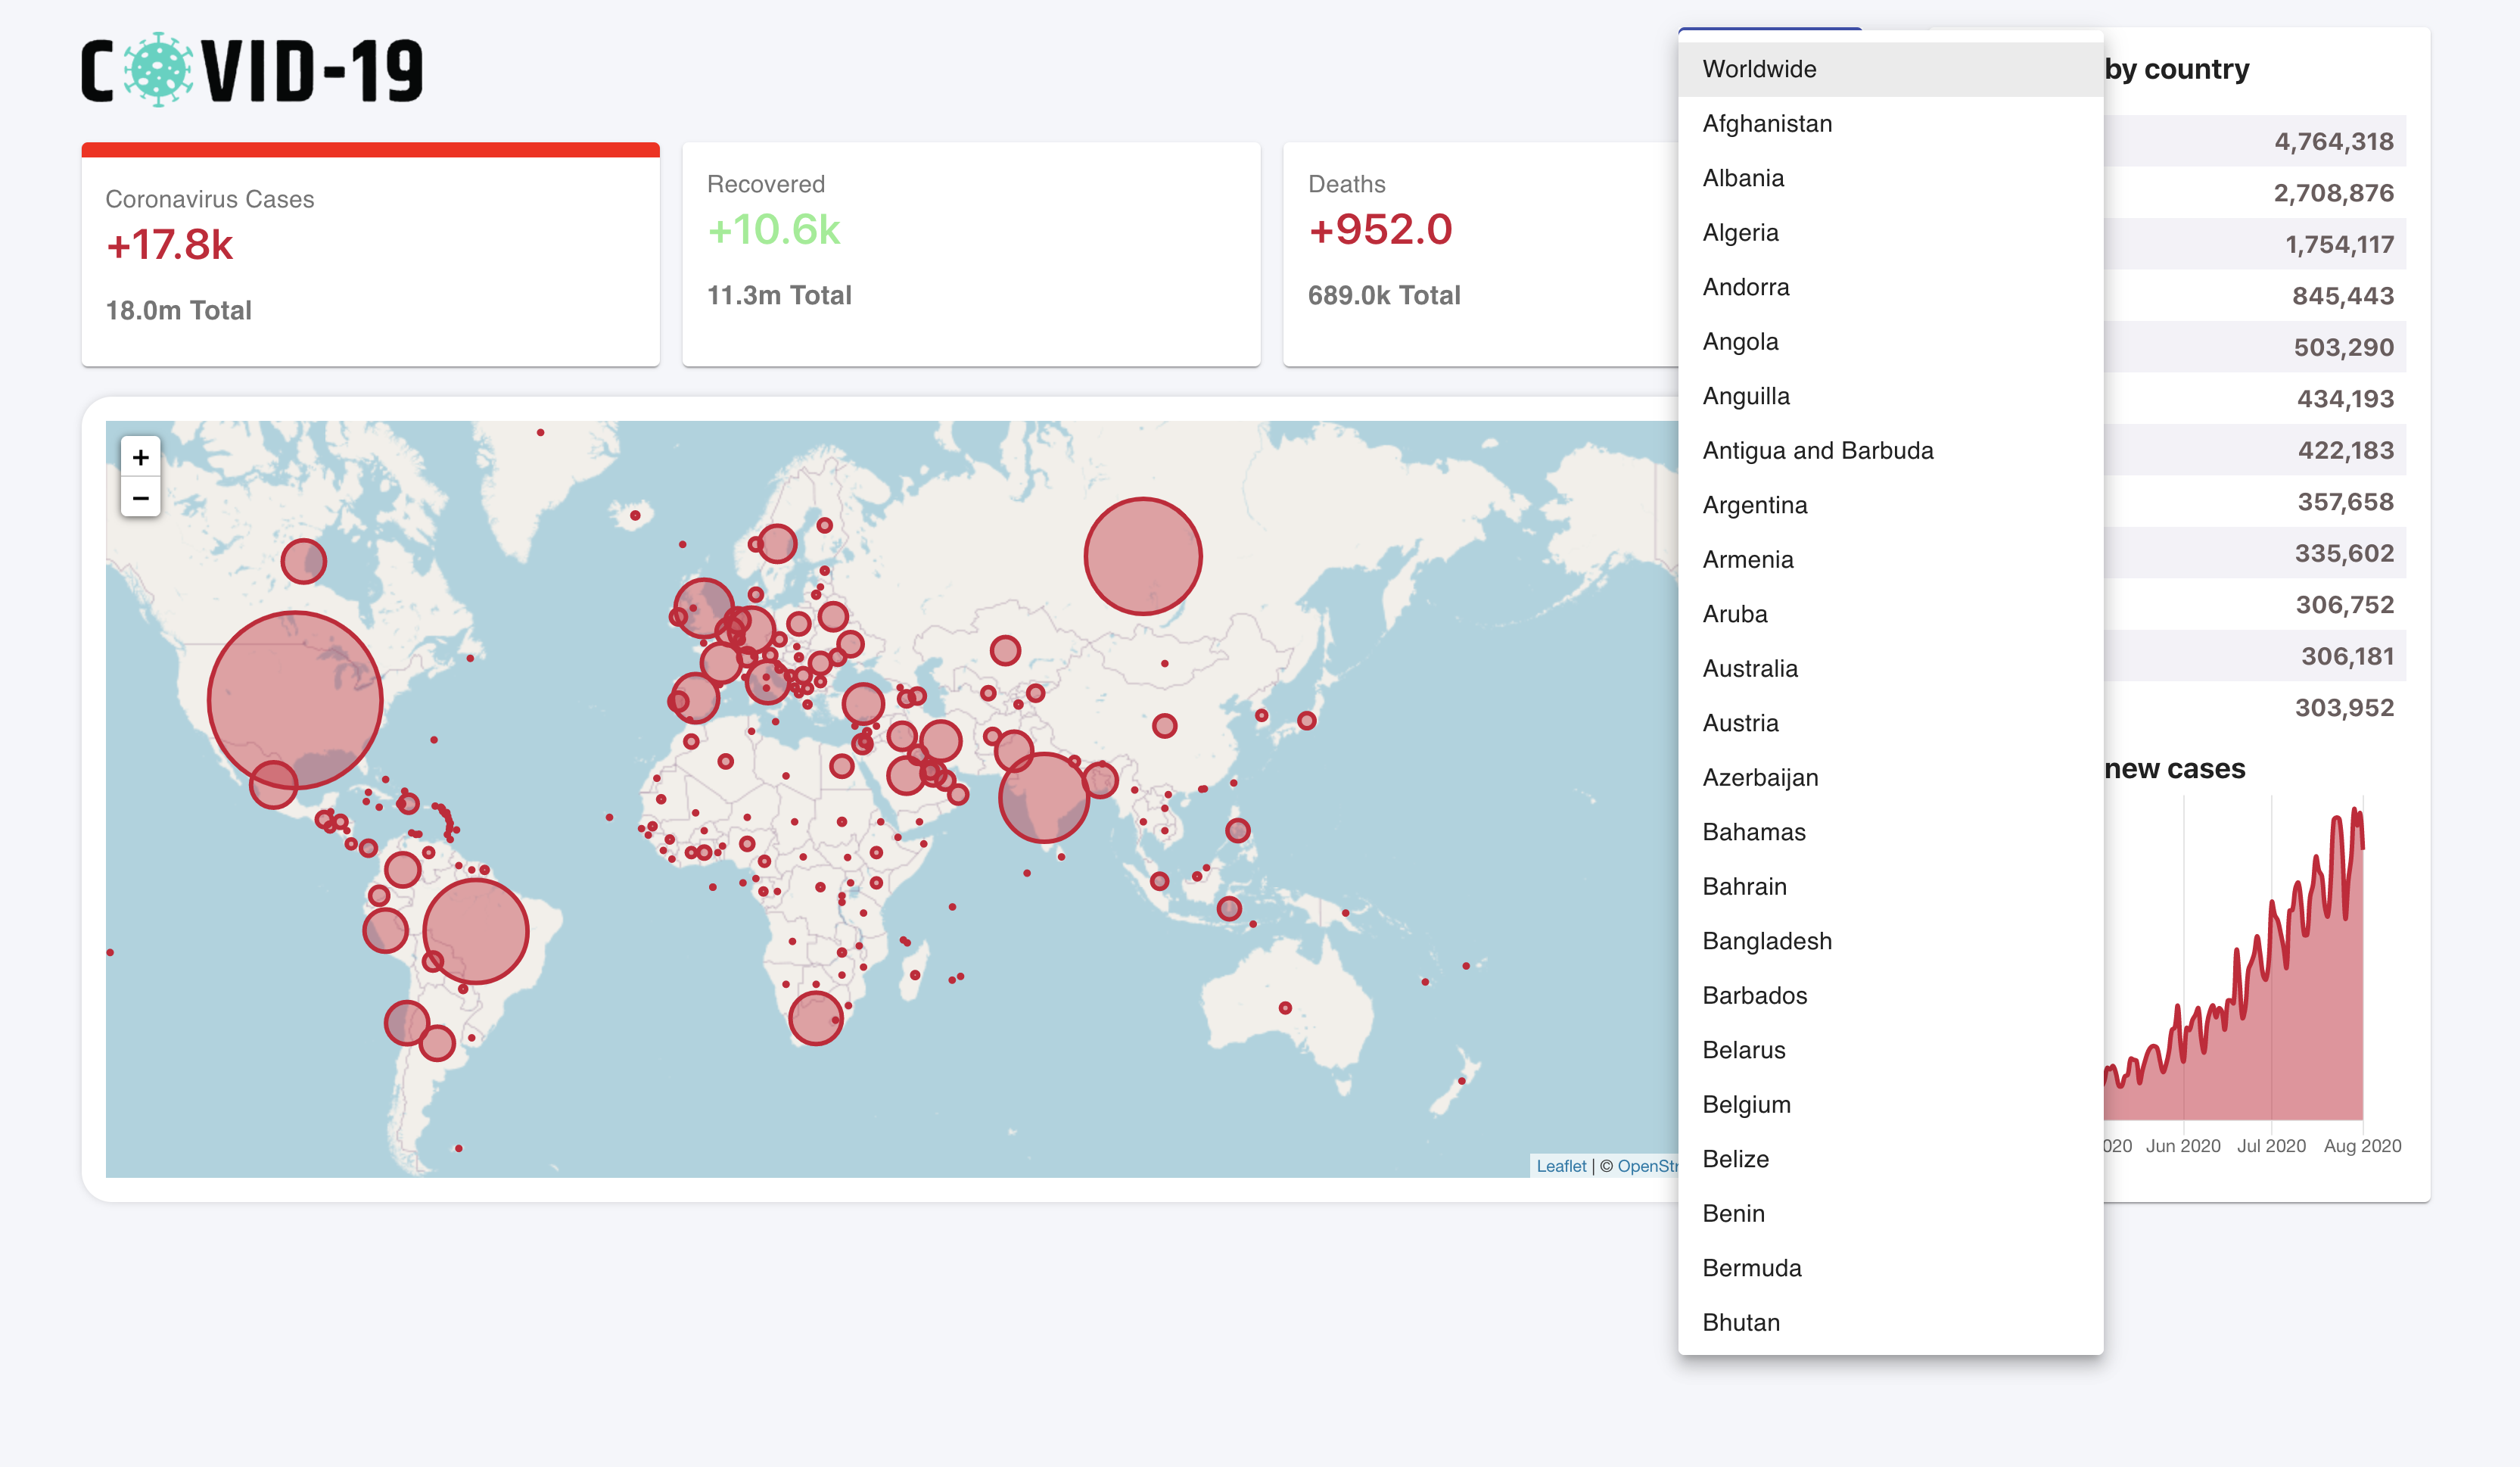 COVID-19
Coronavirus Cases
+17.8k
18.0m Total
Recovered
+10.6k
11.3m Total
Deaths
+952.0
689.0k Total
+
−
Leaflet | © OpenStr
Worldwide
Afghanistan
Albania
Algeria
Andorra
Angola
Anguilla
Antigua and Barbuda
Argentina
Armenia
Aruba
Australia
Austria
Azerbaijan
Bahamas
Bahrain
Bangladesh
Barbados
Belarus
Belgium
Belize
Benin
Bermuda
Bhutan
by country
4,764,318
2,708,876
1,754,117
845,443
503,290
434,193
422,183
357,658
335,602
306,752
306,181
303,952
new cases
020 Jun 2020 Jul 2020 Aug 2020